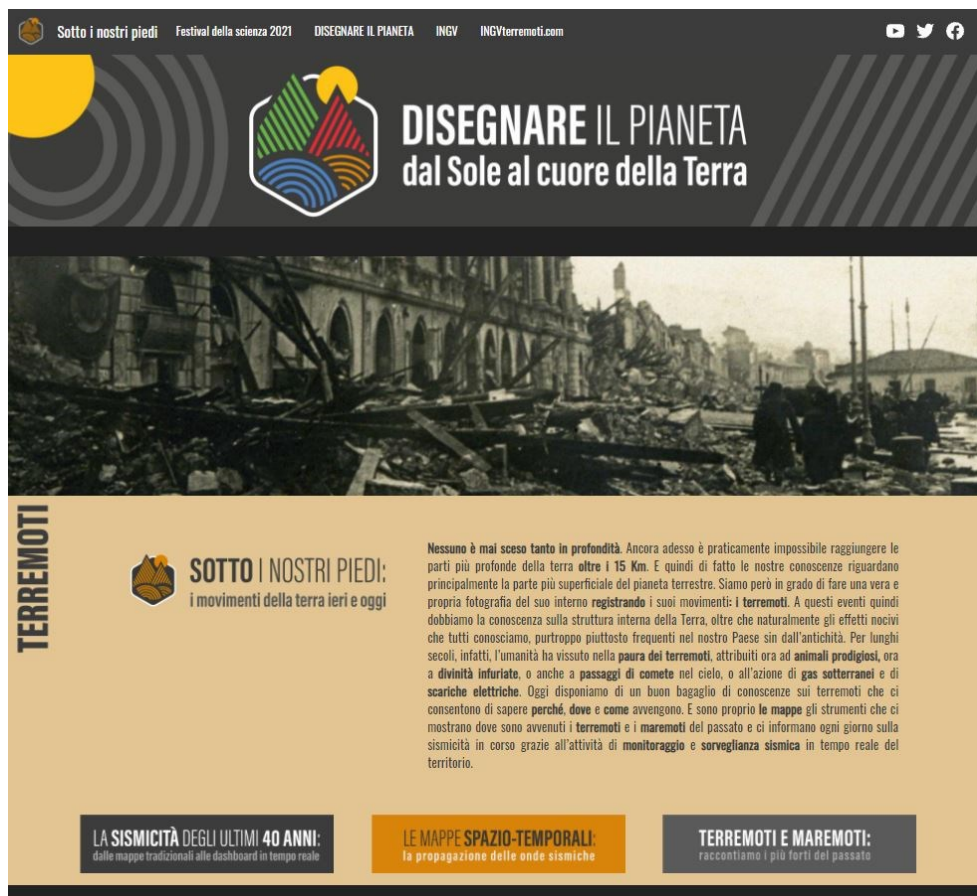 Sotto i nostri piedi Festival della scienza 2021 DISEGNARE IL PIANETA INGV INGVterremoti.com
DISEGNARE IL PIANETA
dal Sole al cuore della Terra
TERREMOTI
SOTTO I NOSTRI PIEDI:
i movimenti della terra ieri e oggi
Nessuno è mai sceso tanto in profondità. Ancora adesso è praticamente impossibile raggiungere le
parti più profonde della terra oltre i 15 Km. E quindi di fatto le nostre conoscenze riguardano
principalmente la parte più superficiale del pianeta terrestre. Siamo però in grado di fare una vera e
propria fotografia del suo interno registrando i suoi movimenti: i terremoti. A questi eventi quindi
dobbiamo la conoscenza sulla struttura interna della Terra, oltre che naturalmente gli effetti nocivi
che tutti conosciamo, purtroppo piuttosto frequenti nel nostro Paese sin dall'antichità. Per lunghi
secoli, infatti, l'umanità ha vissuto nella paura dei terremoti, attribuiti ora ad animali prodigiosi, ora
a divinità infuriate, o anche a passaggi di comete nel cielo, o all'azione di gas sotterranei e di
scariche elettriche. Oggi disponiamo di un buon bagaglio di conoscenze sui terremoti che ci
consentono di sapere perché, dove e come avvengono. E sono proprio le mappe gli strumenti che ci
mostrano dove sono avvenuti i terremoti e i maremoti del passato e ci informano ogni giorno sulla
sismicità in corso grazie all'attività di monitoraggio e sorveglianza sismica in tempo reale del
territorio.
LA SISMICITÀ DEGLI ULTIMI 40 ANNI:
dalle mappe tradizionali alle dashboard in tempo reale
LE MAPPE SPAZIO-TEMPORALI:
la propagazione delle onde sismiche
TERREMOTI E MAREMOTI:
raccontiamo i più forti del passato